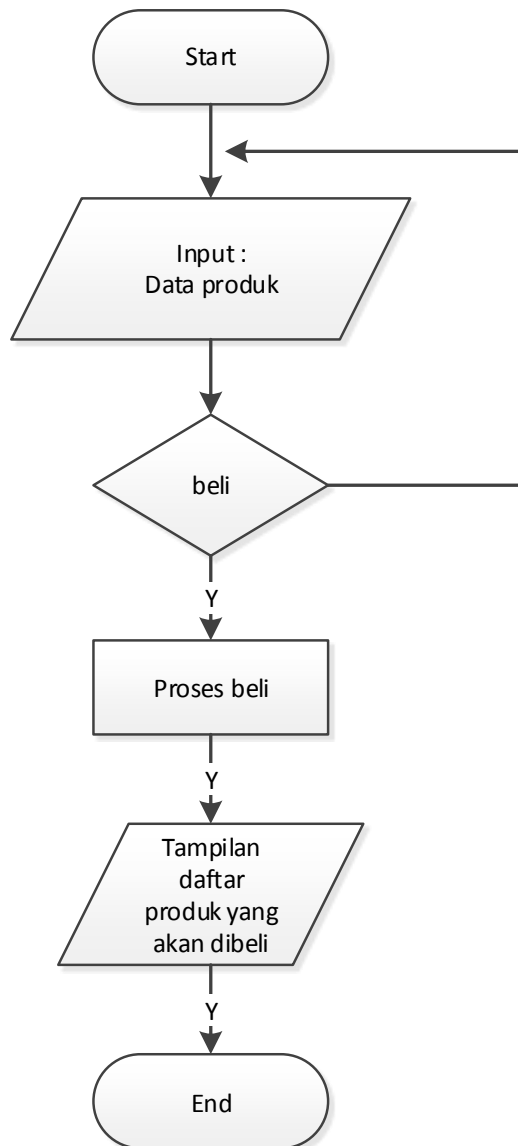 Start
Input :
Data produk
beli
Y
Proses beli
Y
Tampilan
daftar
produk yang
akan dibeli
Y
End